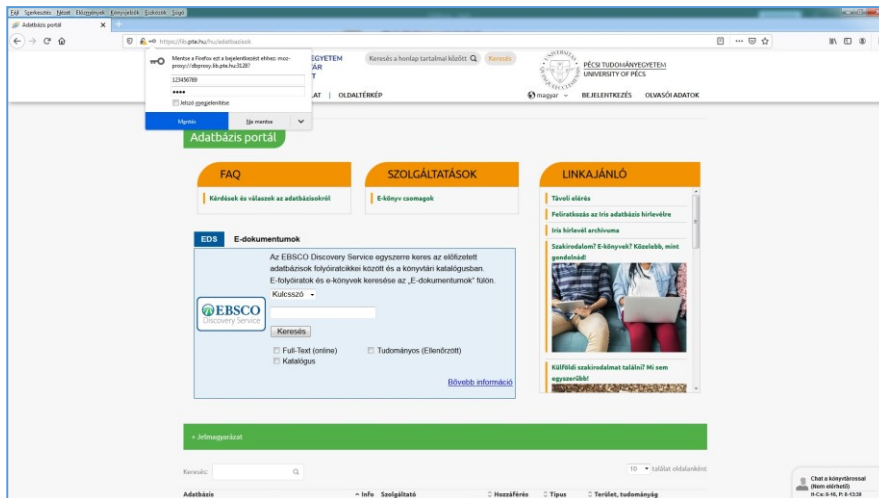 Fájl Szerkesztés Nézet Előzmények Könyvjelzők Eszközök Súgó
Adatbázis portál
https://lib.pte.hu/hu/adatbazisok
Mentse a Firefox ezt a bejelentkezést ehhez: moz-
proxy://dbproxy.lib.pte.hu:3128?
123456789
Jelszó megjelenítése
Mentés
Ne mentse
EGYETEM
TÁR
T
Keresés a honlap tartalmai között
Keresés
PÉCSI TUDOMÁNYEGYETEM
UNIVERSITY OF PÉCS
LAT | OLDALTÉRKÉP
magyar
BEJELENTKEZÉS
OLVASÓI ADATOK
Adatbázis portál
FAQ
Kérdések és válaszok az adatbázisokról
SZOLGÁLTATÁSOK
E-könyv csomagok
LINKAJÁNLÓ
Távoli elérés
Feliratkozás az Iris adatbázis hírlevélre
Iris hírlevél archívuma
Szakirodalom? E-könyvek? Közelebb, mint
gondolnád!
Külföldi szakirodalmat találni? Mi sem
egyszerűbb!
EDS
E-dokumentumok
Az EBSCO Discovery Service egyszerre keres az előfizetett
adatbázisok folyóiratcikkei között és a könyvtári katalógusban.
E-folyóiratok és e-könyvek keresése az „E-dokumentumok” fülön.
Kulcsszó
EBSCO
Discovery Service
Keresés
Full-Text (online)
Tudományos (Ellenőrzött)
Katalógus
Bővebb információ
+ Jelmagyarázat
Keresés:
10 találat oldalanként
Adatbázis
Info
Szolgáltató
Hozzáférés
Típus
Terület, tudományág
Chat a könyvtárossal
(Nem elérhető)
H-Cs: 8-16, P: 8-13:30